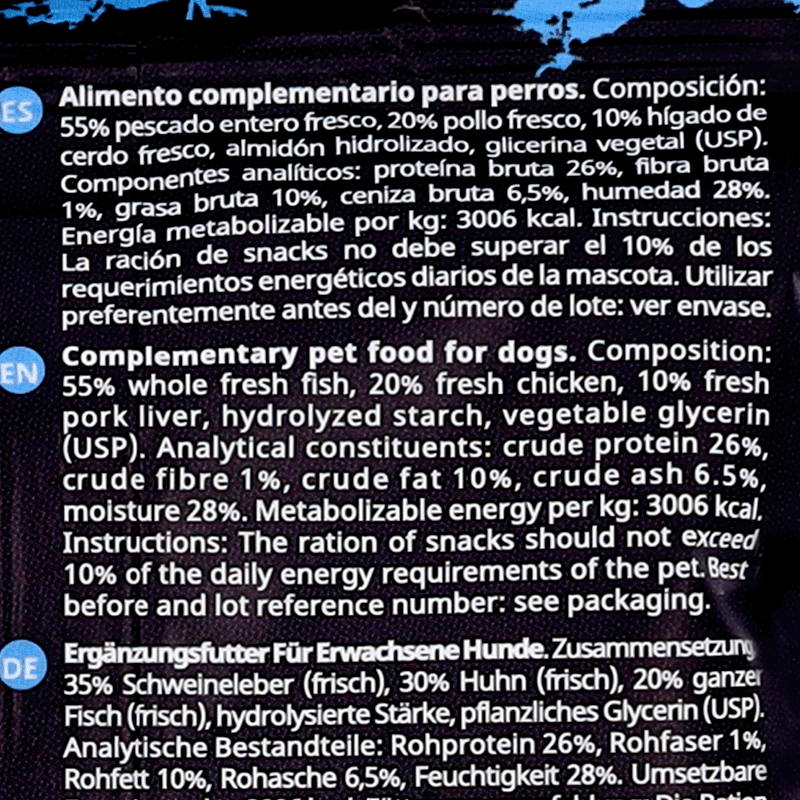 ES
Alimento complementario para perros. Composición:
55% pescado entero fresco, 20% pollo fresco, 10% hígado de
cerdo fresco, almidón hidrolizado, glicerina vegetal (USP).
Componentes analíticos: proteína bruta 26%, fibra bruta
1%, grasa bruta 10%, ceniza bruta 6,5%, humedad 28%.
Energía metabolizable por kg: 3006 kcal. Instrucciones:
La ración de snacks no debe superar el 10% de los
requerimientos energéticos diarios de la mascota. Utilizar
preferentemente antes del y número de lote: ver envase.
EN
Complementary pet food for dogs. Composition:
55% whole fresh fish, 20% fresh chicken, 10% fresh
pork liver, hydrolyzed starch, vegetable glycerin
(USP). Analytical constituents: crude protein 26%,
crude fibre 1%, crude fat 10%, crude ash 6.5%,
moisture 28%. Metabolizable energy per kg: 3006 kcal.
Instructions: The ration of snacks should not exceed
10% of the daily energy requirements of the pet. Best
before and lot reference number: see packaging.
DE
Ergänzungsfutter Für Erwachsene Hunde. Zusammensetzung
35% Schweineleber (frisch), 30% Huhn (frisch), 20% ganzer
Fisch (frisch), hydrolysierte Stärke, pflanzliches Glycerin (USP).
Analytische Bestandteile: Rohprotein 26%, Rohfaser 1%,
Rohfett 10%, Rohasche 6,5%, Feuchtigkeit 28%. Umsetzbare